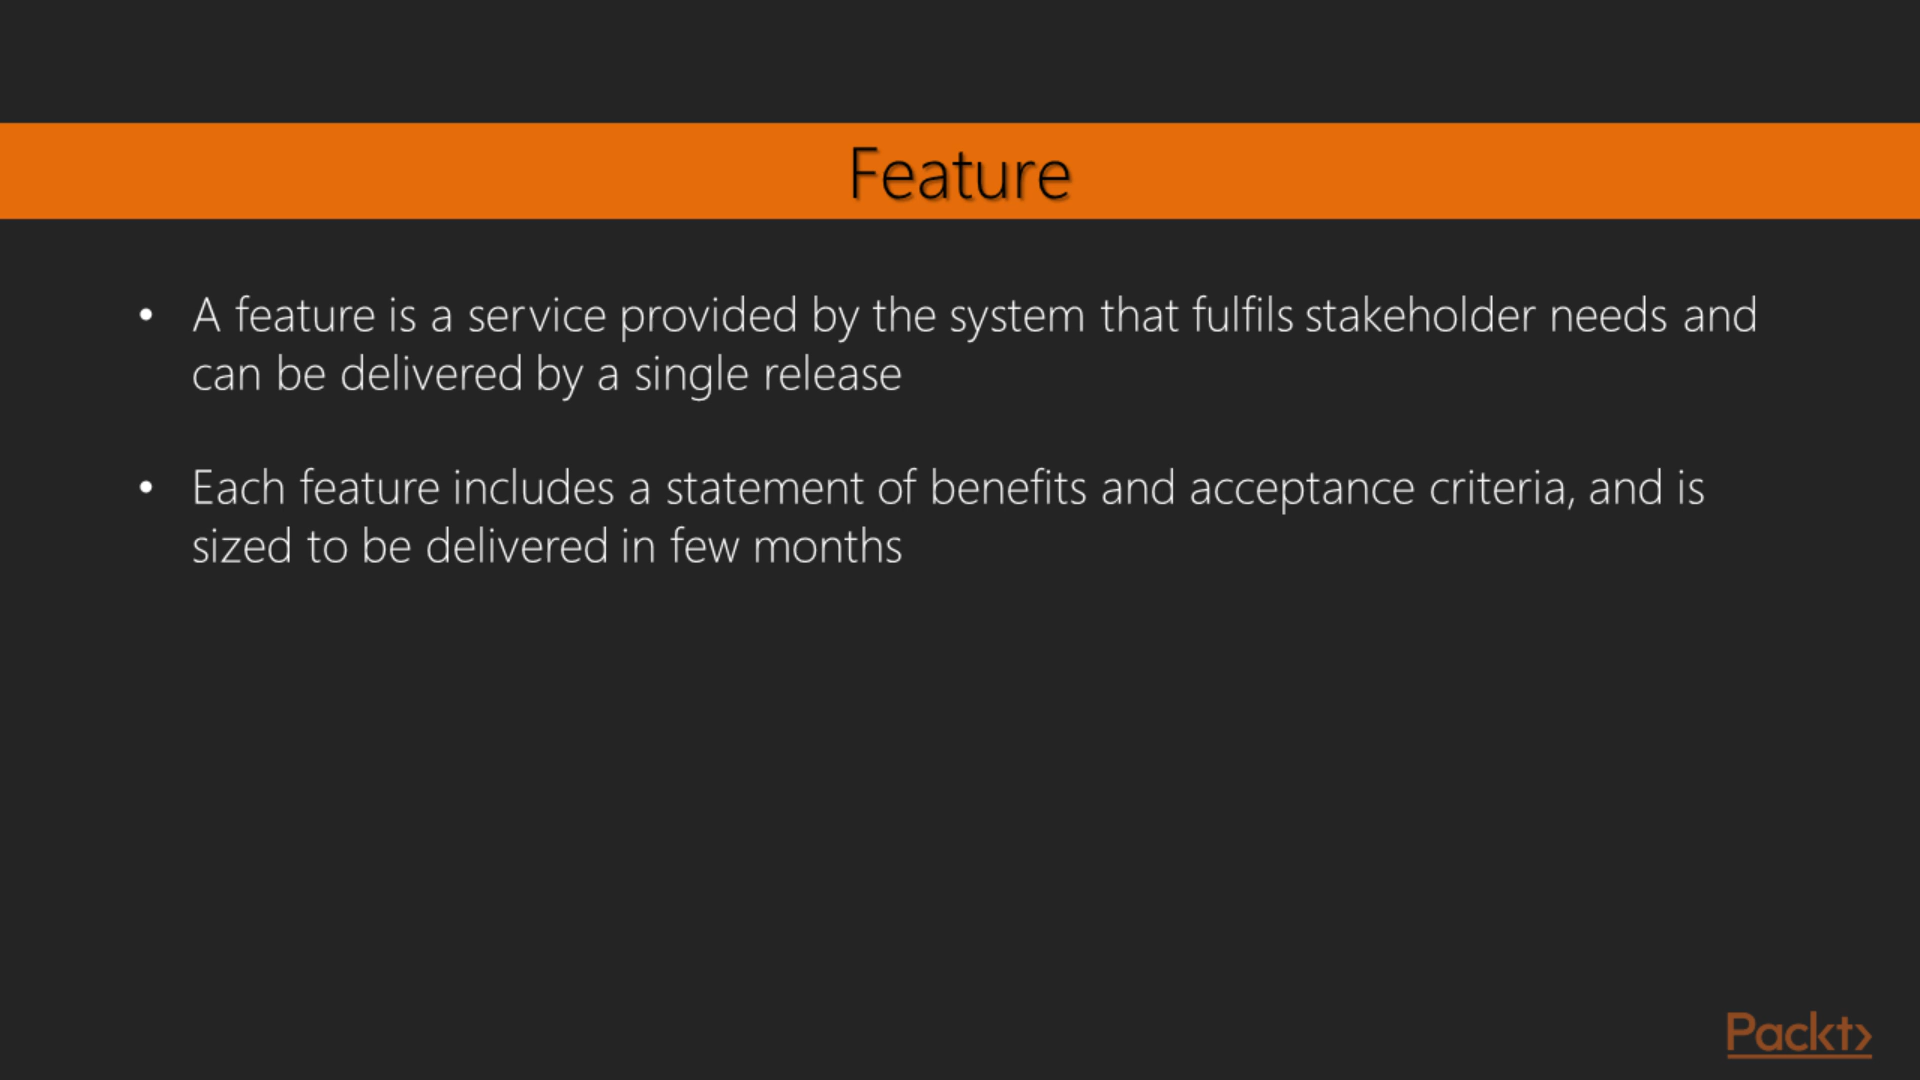 Feature
• A feature is a service provided by the system that fulfils stakeholder needs and
can be delivered by a single release
• Each feature includes a statement of benefits and acceptance criteria, and is
sized to be delivered in few months
Packt>